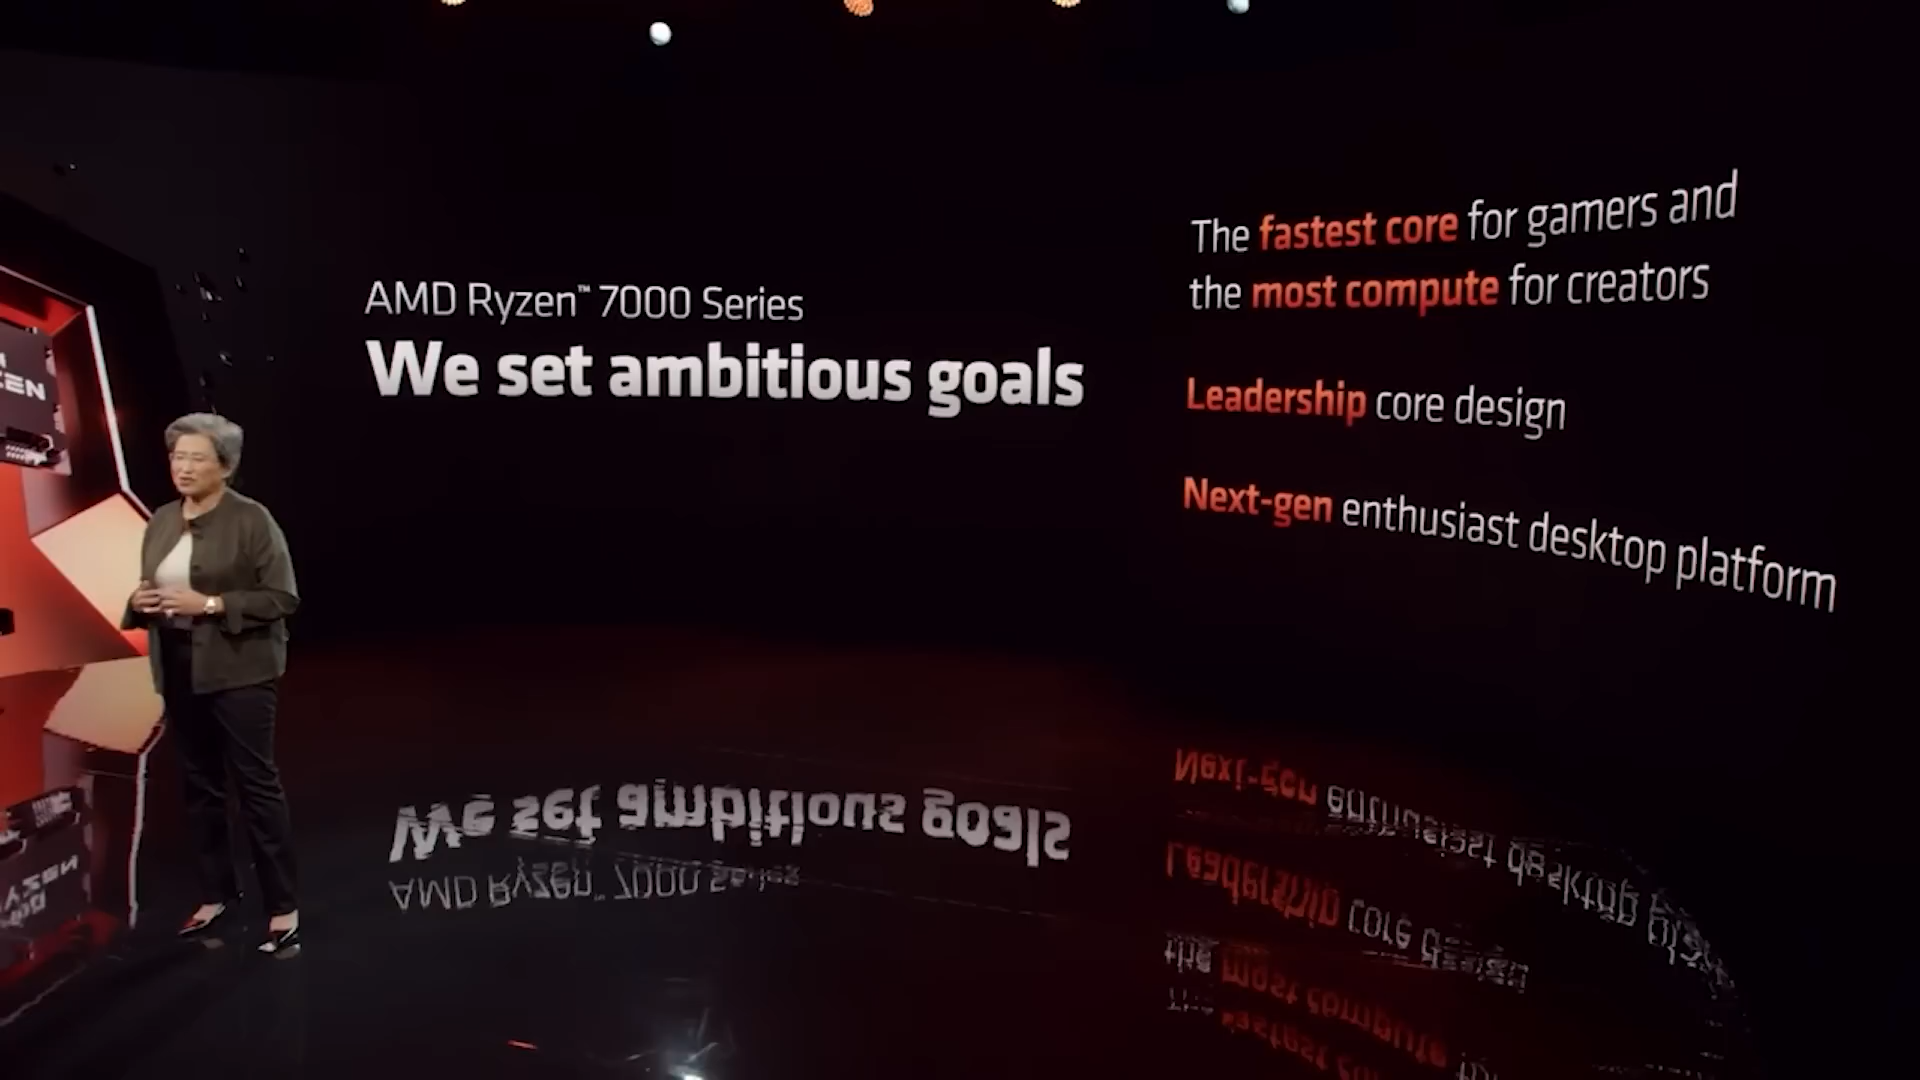 AMD Ryzen™ 7000 Series
We set ambitious goals
The fastest core for gamers and
the most compute for creators
Leadership core design
Next-gen enthusiast desktop platform